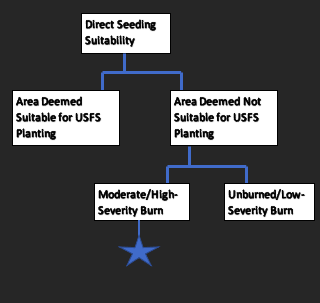 Direct Seeding
Suitability
Area Deemed
Suitable for USFS
Planting
Area Deemed Not
Suitable for USFS
Planting
Moderate/High-
Severity Burn
Unburned/Low-
Severity Burn